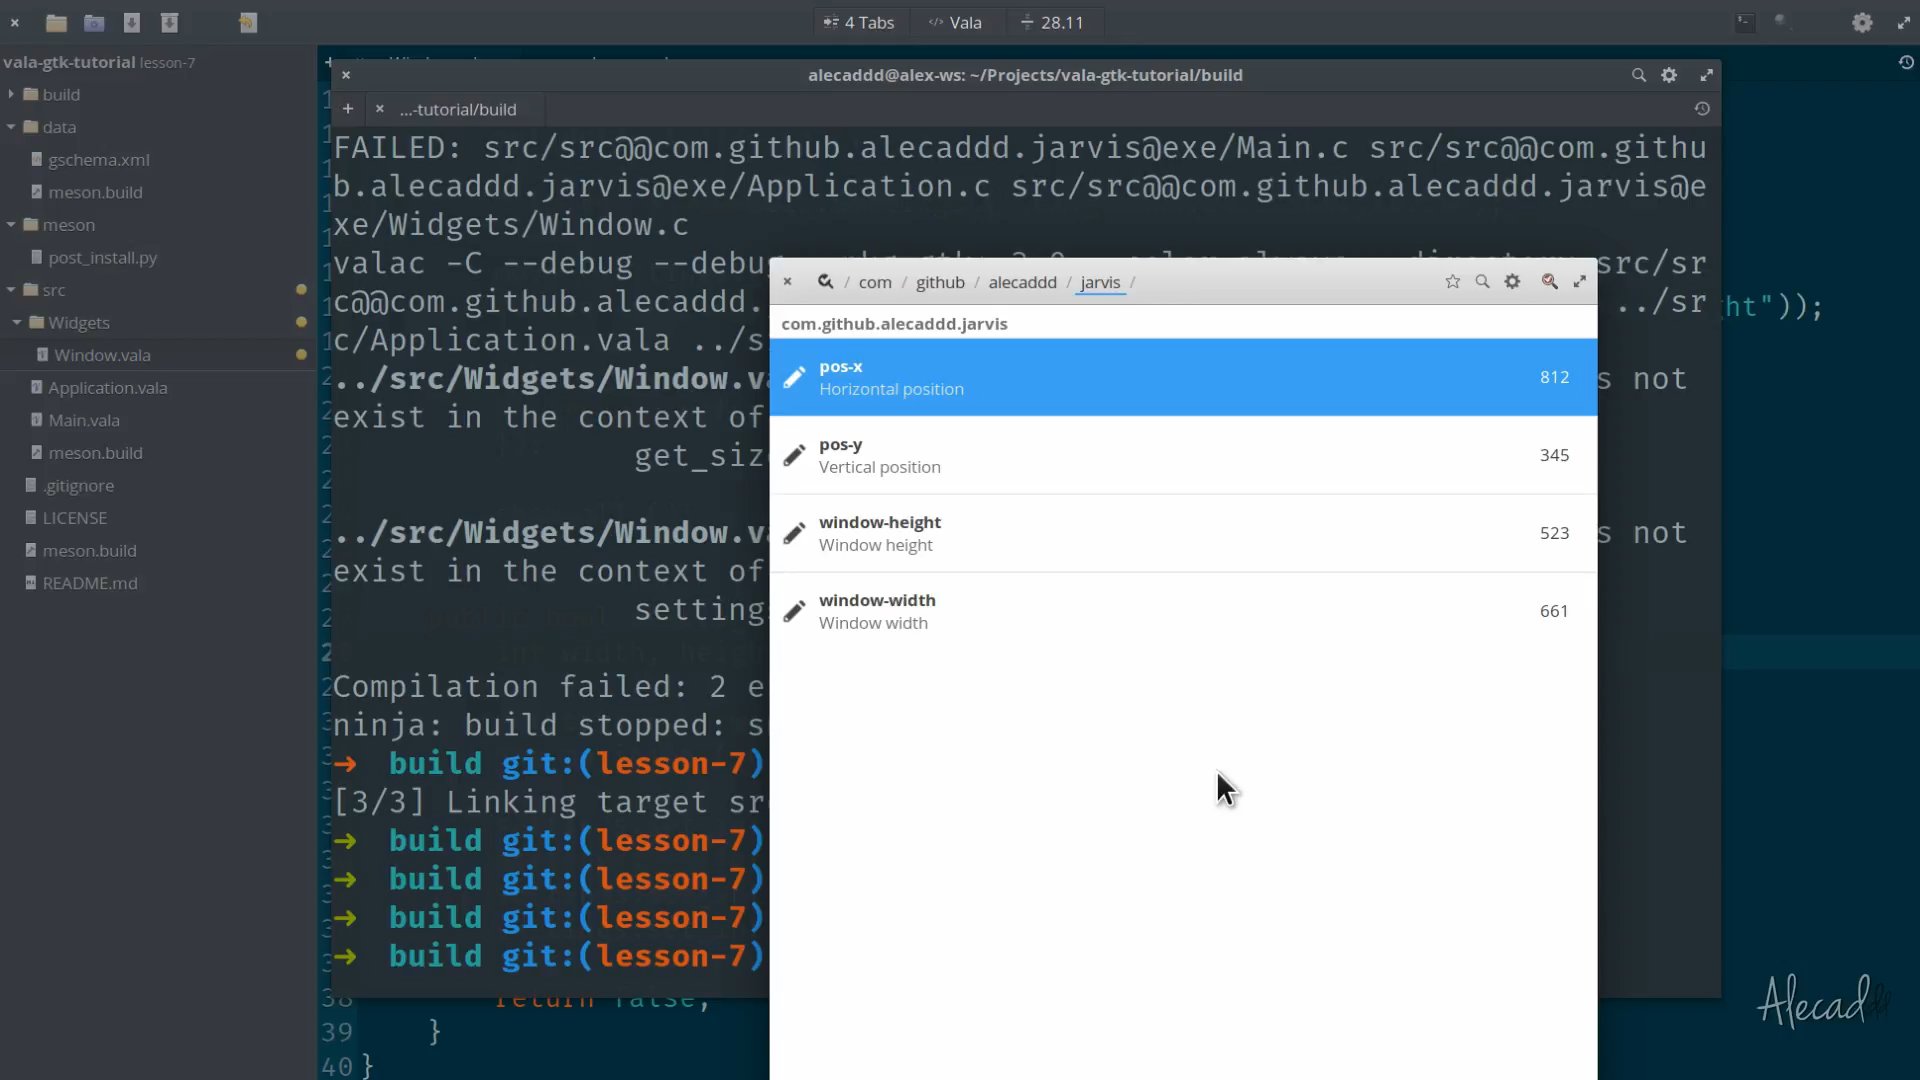 4 Tabs
Vala
28.11
vala-gtk-tutorial lesson-7
build
data
gschema.xml
meson.build
meson
post_install.py
src
Widgets
Window.vala
Application.vala
Main.vala
meson.build
.gitignore
LICENSE
meson.build
README.md
alecaddd@alex-ws: ~/Projects/vala-gtk-tutorial/build
...-tutorial/build
FAILED: src/src@@com.github.alecaddd.jarvis@exe/Main.c src/src@@com.githu
b.alecaddd.jarvis@exe/Application.c src/src@@com.github.alecaddd.jarvis@e
xe/Widgets/Window.c
valac -C --debug --debug src/sr
c@@com.github.alecaddd. ../sr
c/Application.vala ../s
../src/Widgets/Window.v s not
exist in the context of
get_siz
../src/Widgets/Window.v s not
exist in the context of
setting
Compilation failed: 2 e
ninja: build stopped: s
→ build git:(lesson-7)
[3/3] Linking target sr
→ build git:(lesson-7)
→ build git:(lesson-7)
→ build git:(lesson-7)
→ build git:(lesson-7)
ht"));
return false;
39 }
40 }
/ com / github / alecaddd / jarvis /
com.github.alecaddd.jarvis
pos-x
Horizontal position
812
pos-y
Vertical position
345
window-height
Window height
523
window-width
Window width
661
Alecaddd